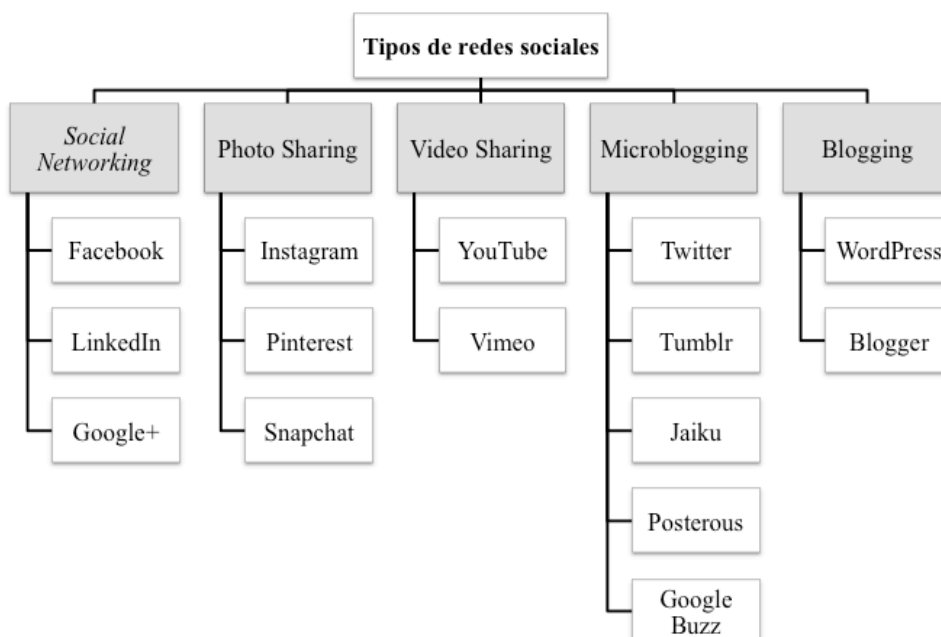 Tipos de redes sociales
Social
Networking
Photo Sharing
Video Sharing
Microblogging
Blogging
Facebook
Instagram
YouTube
Twitter
WordPress
LinkedIn
Pinterest
Vimeo
Tumblr
Blogger
Google+
Snapchat
Jaiku
Posterous
Google
Buzz